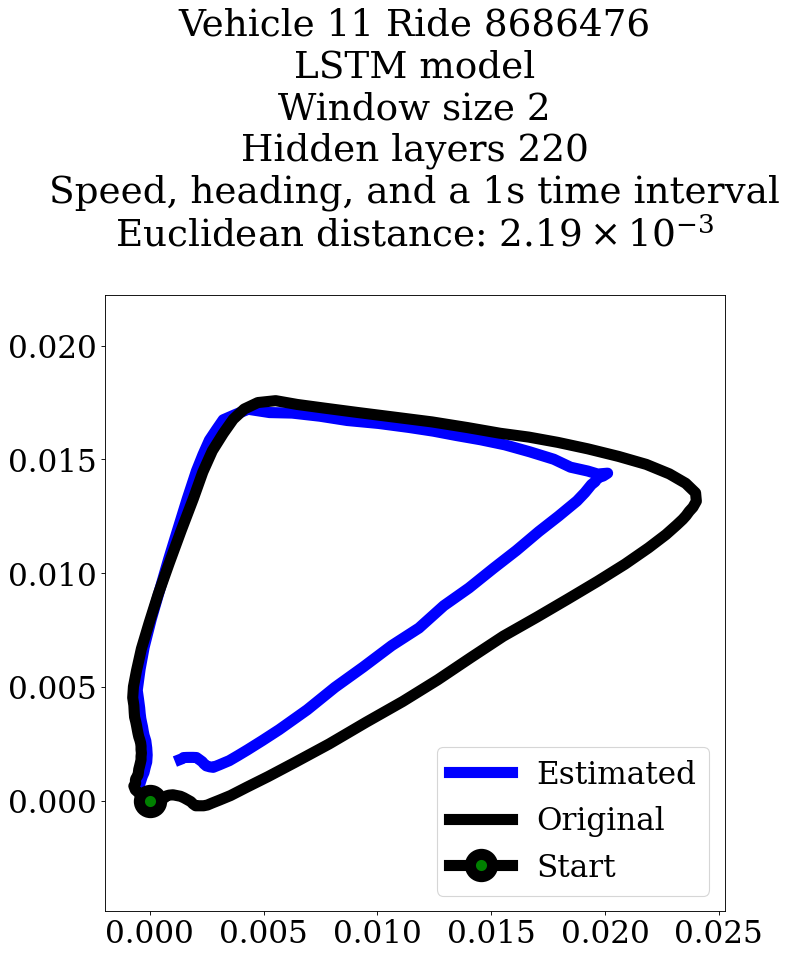 Vehicle 11 Ride 8686476
LSTM model
Window size 2
Hidden layers 220
Speed, heading, and a 1s time interval
Euclidean distance: 2.19 × 10⁻³
0.020
0.015
0.010
0.005
0.000
Estimated
Original
Start
0.000 0.005 0.010 0.015 0.020 0.025